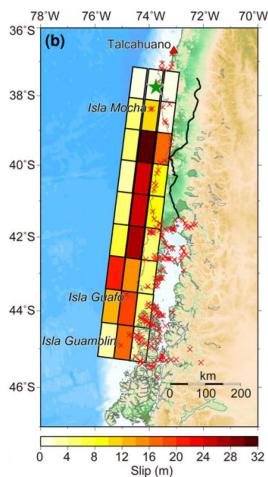 78°W 76°W 74°W 72°W 70°W
36°S
(b)
Talcahuano
38°S
Isla Mocha
40°S
42°S
44°S
Isla Guafo
Isla Guamblin
km
0 100 200
46°S
0 4 8 12 16 20 24 28 32
Slip (m)